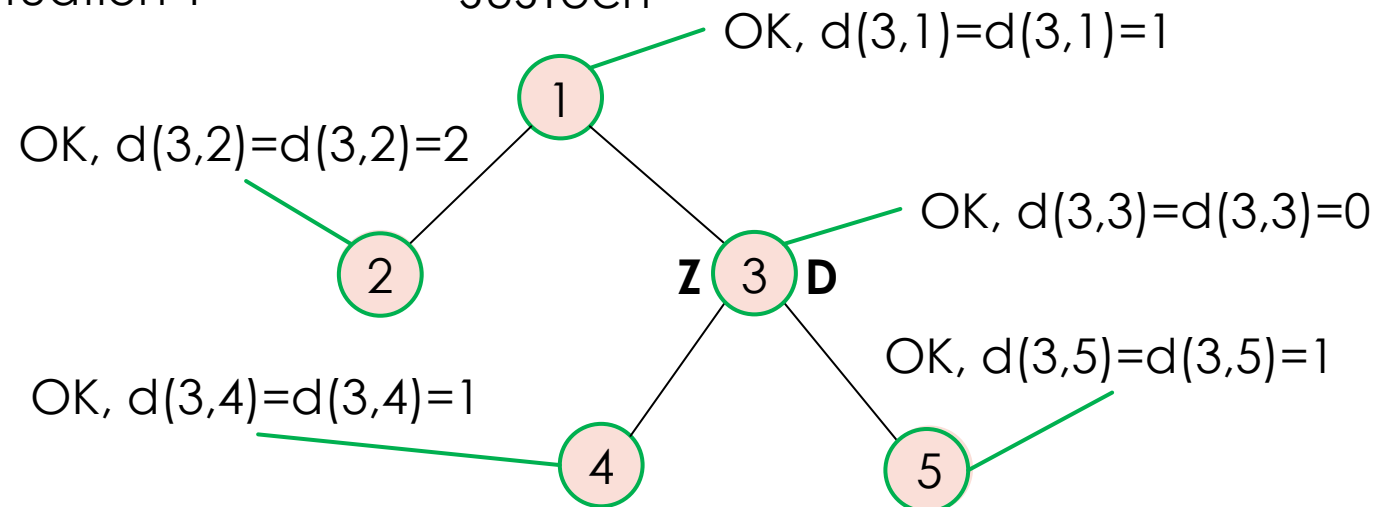 OK, d(3,1)=d(3,1)=1
1
OK, d(3,2)=d(3,2)=2
OK, d(3,3)=d(3,3)=0
2
Z 3 D
OK, d(3,5)=d(3,5)=1
OK, d(3,4)=d(3,4)=1
4
5